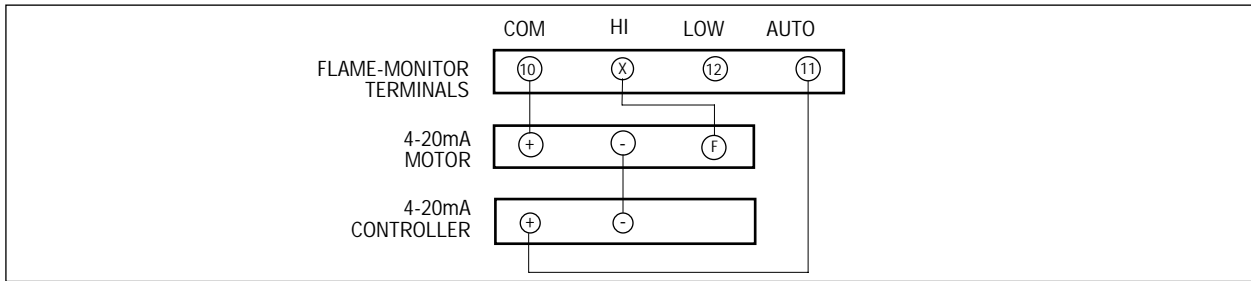 COM HI LOW AUTO
FLAME-MONITOR
TERMINALS
10 X 12 11
4-20mA
MOTOR
+ - F
4-20mA
CONTROLLER
+ -